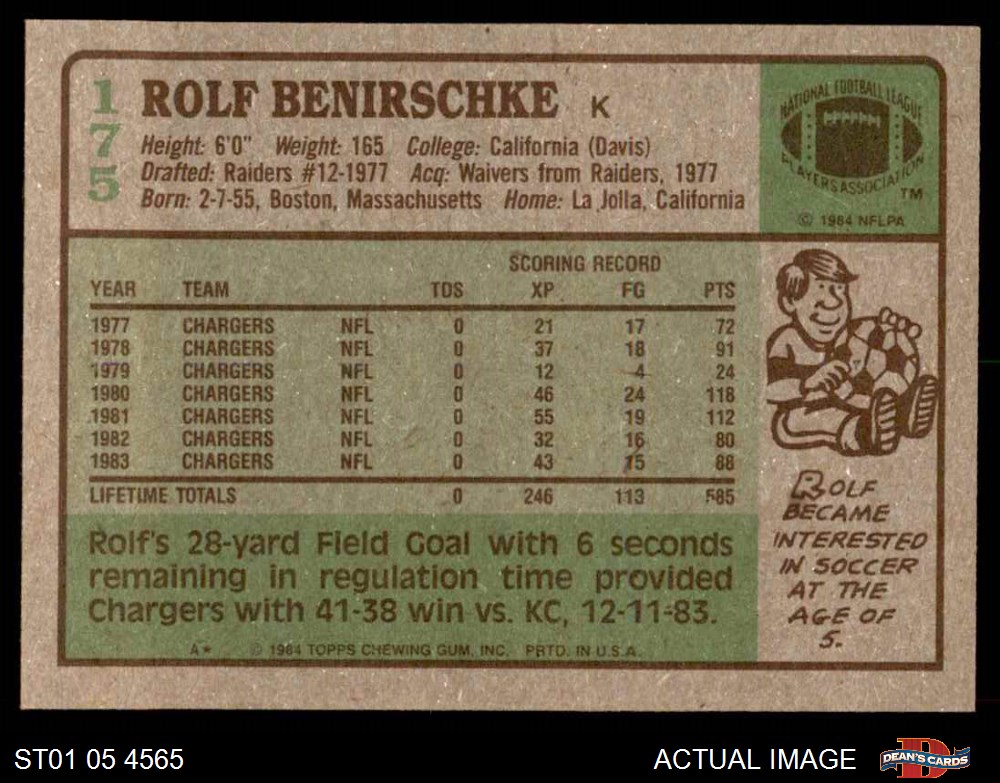 175
ROLF BENIRSCHKE K
Height: 6'0" Weight: 165 College: California (Davis)
Drafted: Raiders #12-1977 Acq: Waivers from Raiders, 1977
Born: 2-7-55, Boston, Massachusetts Home: La Jolla, California
NATIONAL FOOTBALL LEAGUE
PLAYERS ASSOCIATION
TM
© 1984 NFLPA
SCORING RECORD
YEAR TEAM TDS XP FG PTS
1977 CHARGERS NFL 0 21 17 72
1978 CHARGERS NFL 0 37 18 91
1979 CHARGERS NFL 0 12 4 24
1980 CHARGERS NFL 0 46 24 118
1981 CHARGERS NFL 0 55 19 112
1982 CHARGERS NFL 0 32 16 80
1983 CHARGERS NFL 0 43 15 88
LIFETIME TOTALS 0 246 113 585
Rolf's 28-yard Field Goal with 6 seconds
remaining in regulation time provided
Chargers with 41-38 win vs. KC, 12-11-83.
A* © 1984 TOPPS CHEWING GUM, INC. PRTD. IN U.S.A.
ROLF
BECAME
INTERESTED
IN SOCCER
AT THE
AGE OF
5.
ST01 05 4565
ACTUAL IMAGE
DEAN'S CARDS